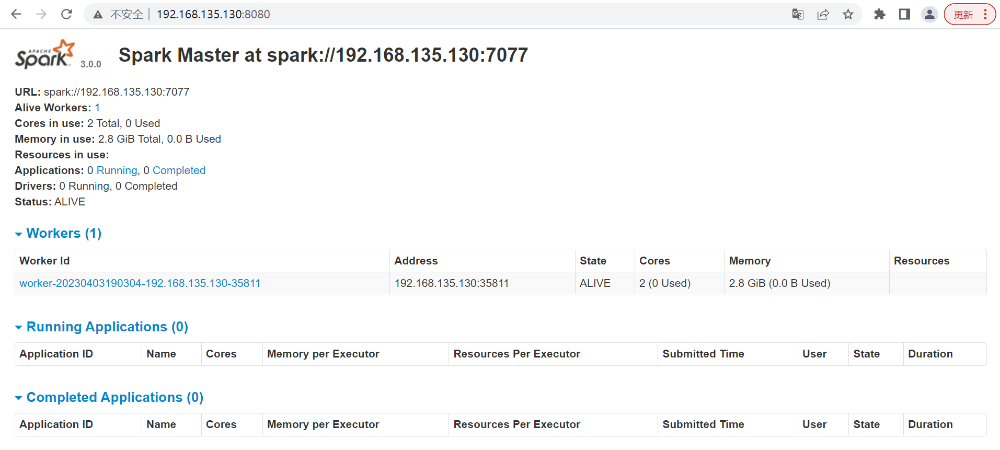 不安全 192.168.135.130:8080 更新
APACHE Spark 3.0.0 Spark Master at spark://192.168.135.130:7077
URL: spark://192.168.135.130:7077
Alive Workers: 1
Cores in use: 2 Total, 0 Used
Memory in use: 2.8 GiB Total, 0.0 B Used
Resources in use:
Applications: 0 Running, 0 Completed
Drivers: 0 Running, 0 Completed
Status: ALIVE
Workers (1)
Worker Id Address State Cores Memory Resources
worker-20230403190304-192.168.135.130-35811 192.168.135.130:35811 ALIVE 2 (0 Used) 2.8 GiB (0.0 B Used)
Running Applications (0)
Application ID Name Cores Memory per Executor Resources Per Executor Submitted Time User State Duration
Completed Applications (0)
Application ID Name Cores Memory per Executor Resources Per Executor Submitted Time User State Duration